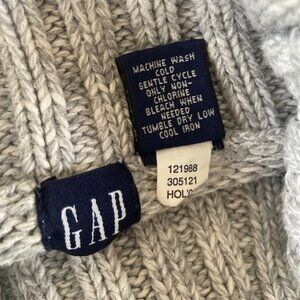 MACHINE WASH
COLD
GENTLE CYCLE
ONLY NON-
CHLORINE
BLEACH WHEN
NEEDED
TUMBLE DRY LOW
COOL IRON
121988
305121
GAP